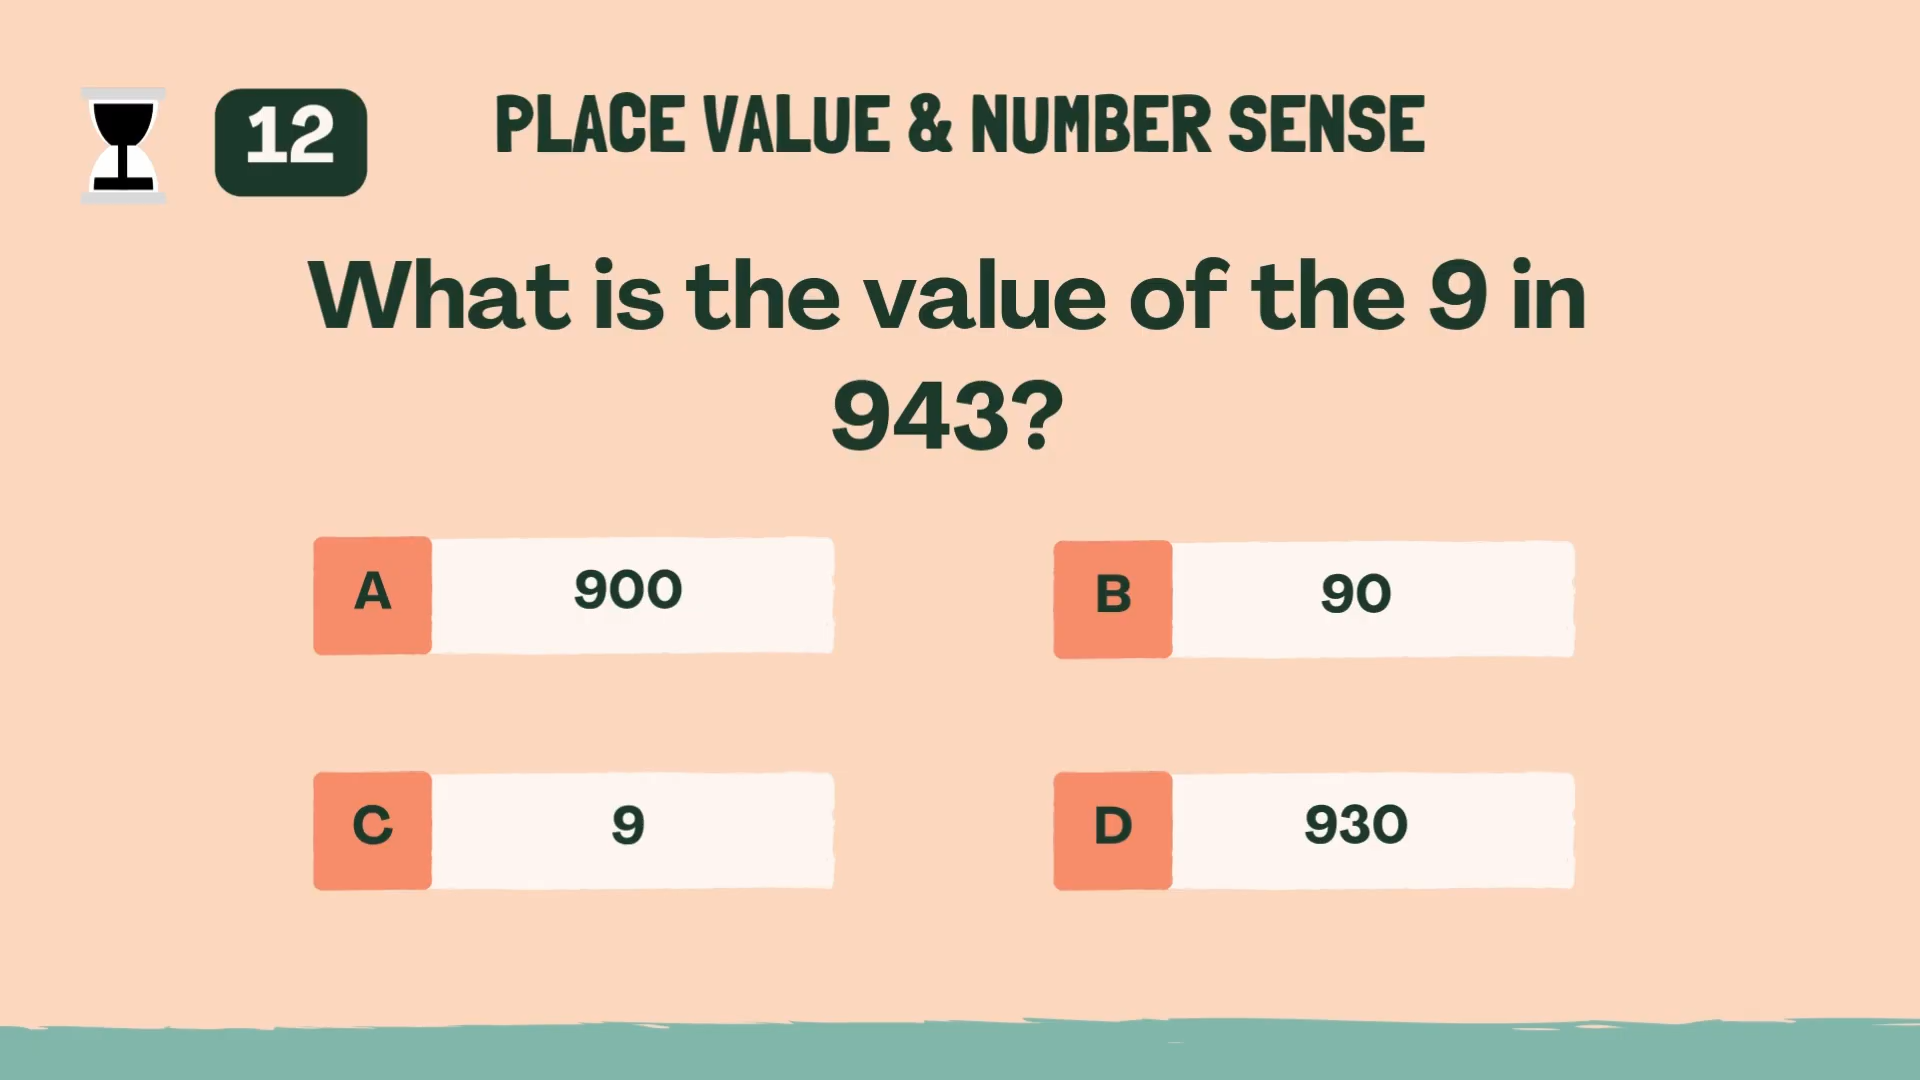 12
PLACE VALUE & NUMBER SENSE
What is the value of the 9 in
943?
A 900
B 90
C 9
D 930